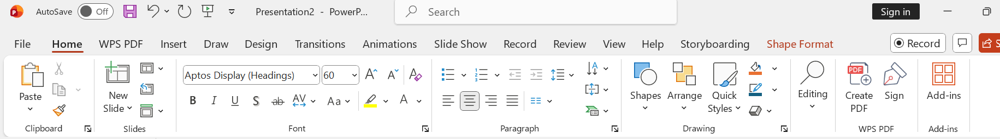 AutoSave Off Presentation2 - PowerP... Search Sign in
File Home WPS PDF Insert Draw Design Transitions Animations Slide Show Record Review View Help Storyboarding Shape Format Record S
Aptos Display (Headings) 60
Paste New Slide B I U S ab AV Aa A Shapes Arrange Quick Styles Editing Create PDF Sign Add-ins
Clipboard Slides Font Paragraph Drawing WPS PDF Add-ins